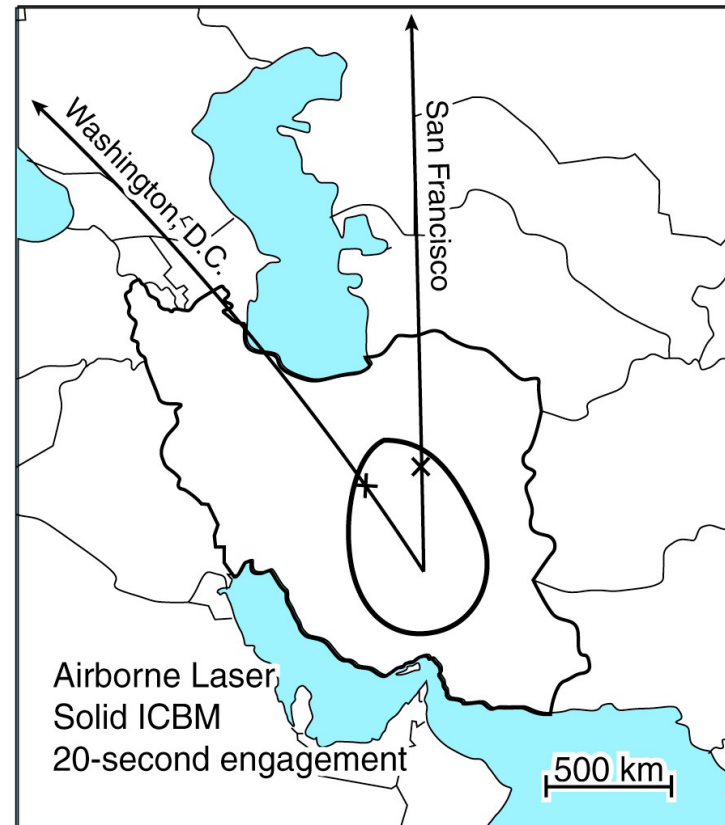 Washington, D.C.
San Francisco
Airborne Laser
Solid ICBM
20-second engagement
500 km